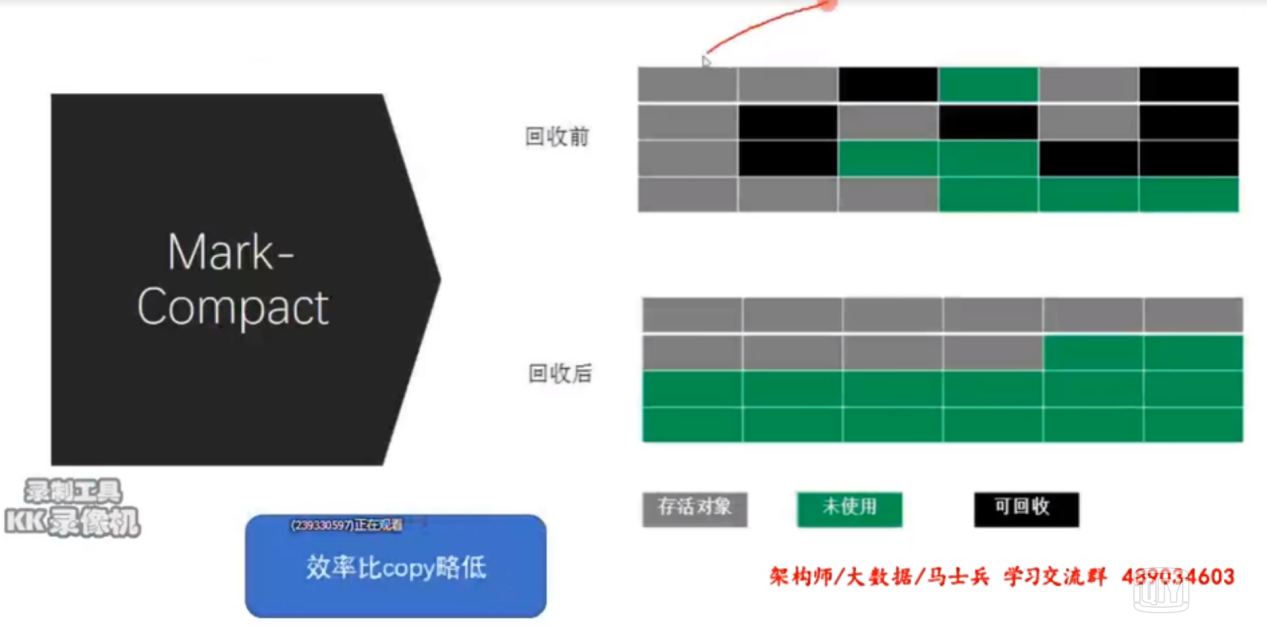 回收前
Mark-
Compact
回收后
录制工具
KK录像机
存活对象
未使用
可回收
(239330597)正在观看
效率比copy略低
架构师/大数据/马士兵 学习交流群 489034603
QIY